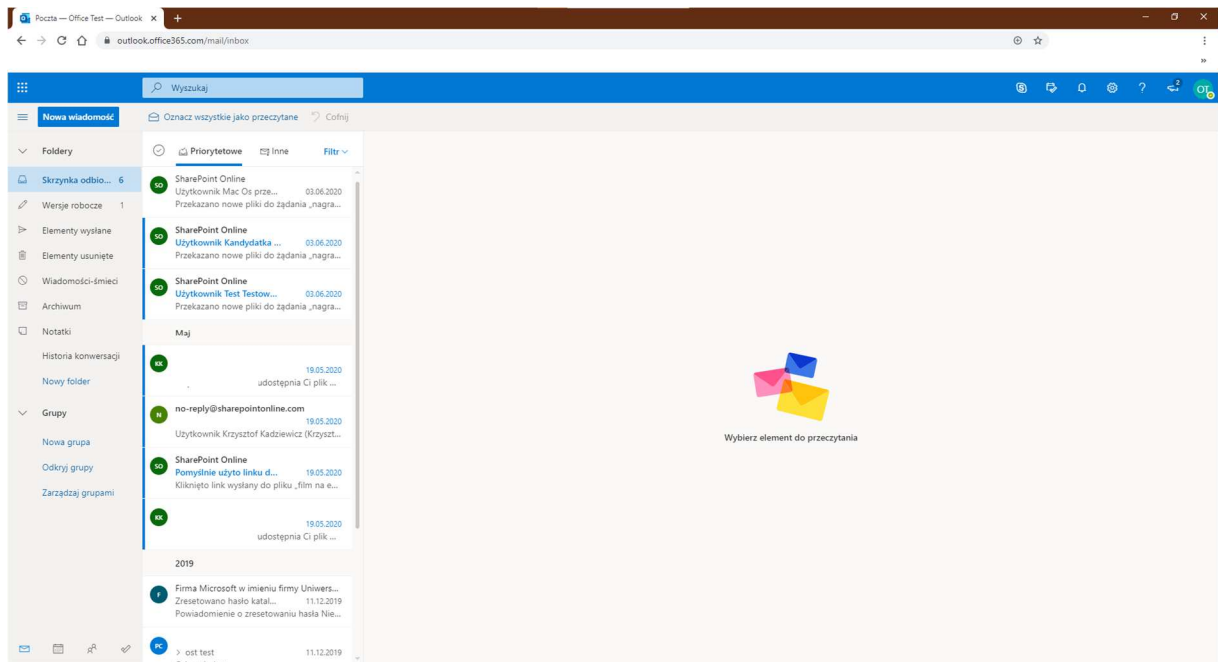 Poczta — Office Test — Outlook
outlook.office365.com/mail/inbox
Wyszukaj
2
OT
Nowa wiadomość
Oznacz wszystkie jako przeczytane
Cofnij
Foldery
Skrzynka odbio... 6
Wersje robocze 1
Elementy wysłane
Elementy usunięte
Wiadomości-śmieci
Archiwum
Notatki
Historia konwersacji
Nowy folder
Grupy
Nowa grupa
Odkryj grupy
Zarządzaj grupami
Priorytetowe
Inne
Filtr
SO
SharePoint Online
Użytkownik Mac Os prze... 03.06.2020
Przekazano nowe pliki do żądania „nagra...
SO
SharePoint Online
Użytkownik Kandydatka ... 03.06.2020
Przekazano nowe pliki do żądania „nagra...
SO
SharePoint Online
Użytkownik Test Testow... 03.06.2020
Przekazano nowe pliki do żądania „nagra...
Maj
KK
19.05.2020
udostępnia Ci plik ...
N
no-reply@sharepointonline.com
19.05.2020
Użytkownik Krzysztof Kadziewicz (Krzyszt...
SO
SharePoint Online
Pomyślnie użyto linku d... 19.05.2020
Kliknięto link wysłany do pliku „film na e...
KK
19.05.2020
udostępnia Ci plik ...
2019
F
Firma Microsoft w imieniu firmy Uniwers...
Zresetowano hasło katal... 11.12.2019
Powiadomienie o zresetowaniu hasła Nie...
PC
> ost test 11.12.2019
Wybierz element do przeczytania